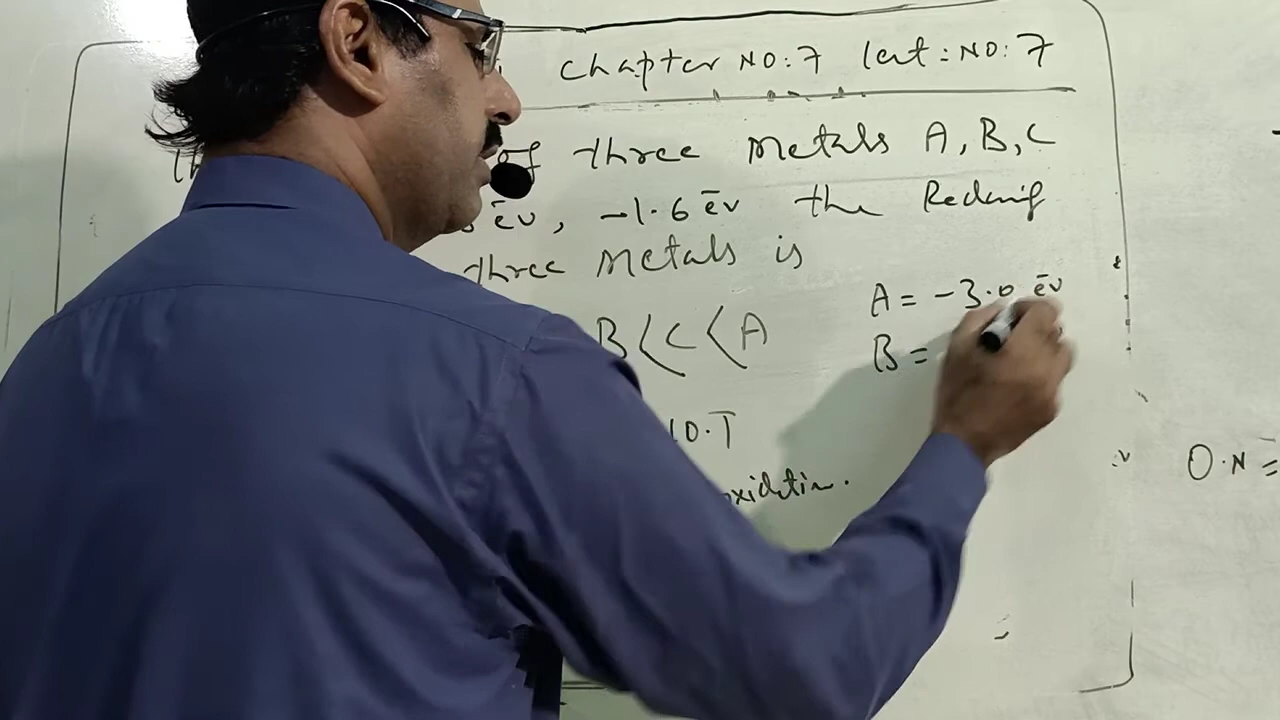 chapter NO:7 lect:NO:7
of three metals A, B, C
ēv, -1.6 ēv the Reducing
three metals is
A = -3.0 ēv
B < C < A
B =
10.T
oxidation.
O.N =